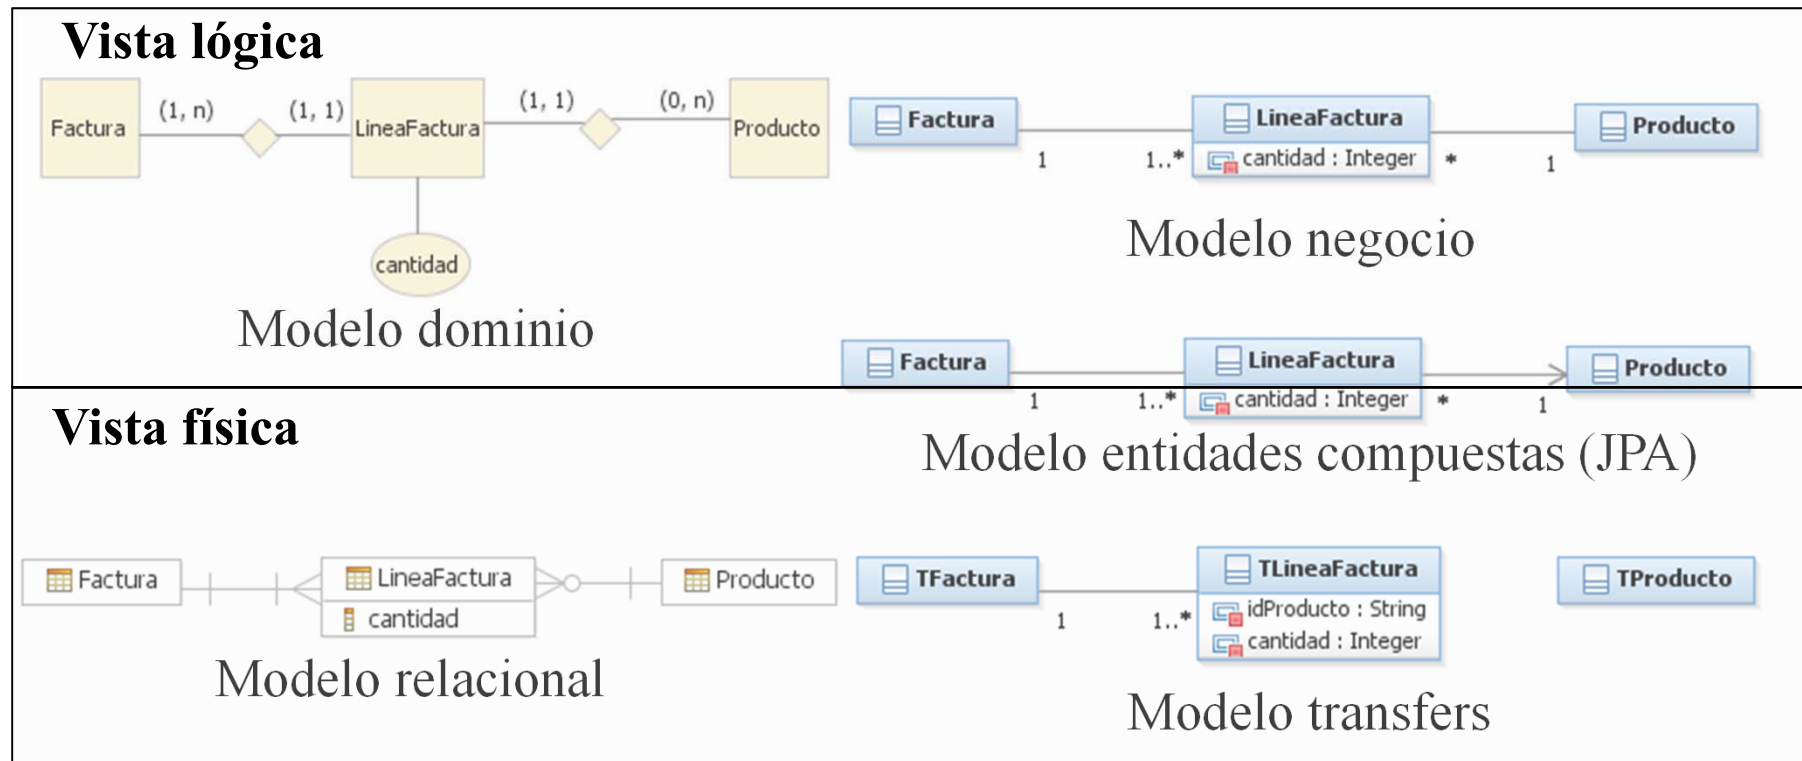 Vista lógica
Factura
(1, n)
(1, 1)
LineaFactura
(1, 1)
(0, n)
Producto
cantidad
Modelo dominio
Factura
1
1..*
LineaFactura
cantidad : Integer
*
1
Producto
Modelo negocio
Factura
1
1..*
LineaFactura
cantidad : Integer
*
1
Producto
Modelo entidades compuestas (JPA)
Vista física
Factura
LineaFactura
cantidad
Producto
Modelo relacional
TFactura
1
1..*
TLineaFactura
idProducto : String
cantidad : Integer
TProducto
Modelo transfers